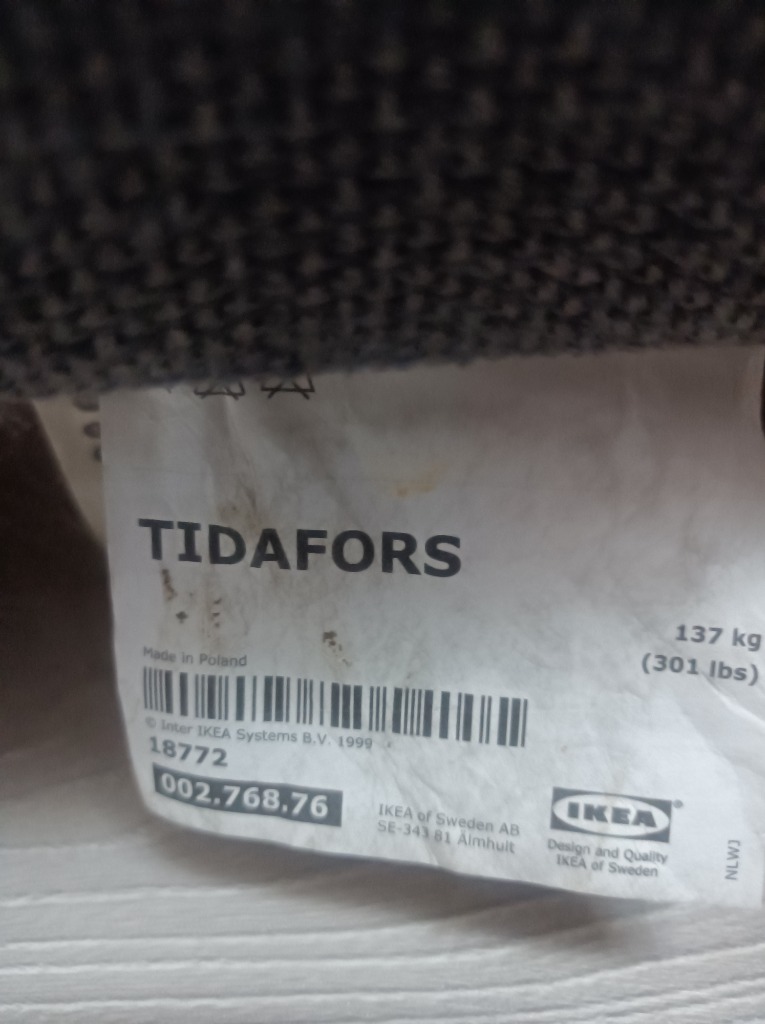 TIDAFORS
137 kg
(301 lbs)
Made in Poland
© Inter IKEA Systems B.V. 1999
18772
002.768.76
IKEA of Sweden AB
SE-343 81 Älmhult
IKEA®
Design and Quality
IKEA of Sweden
NLW1